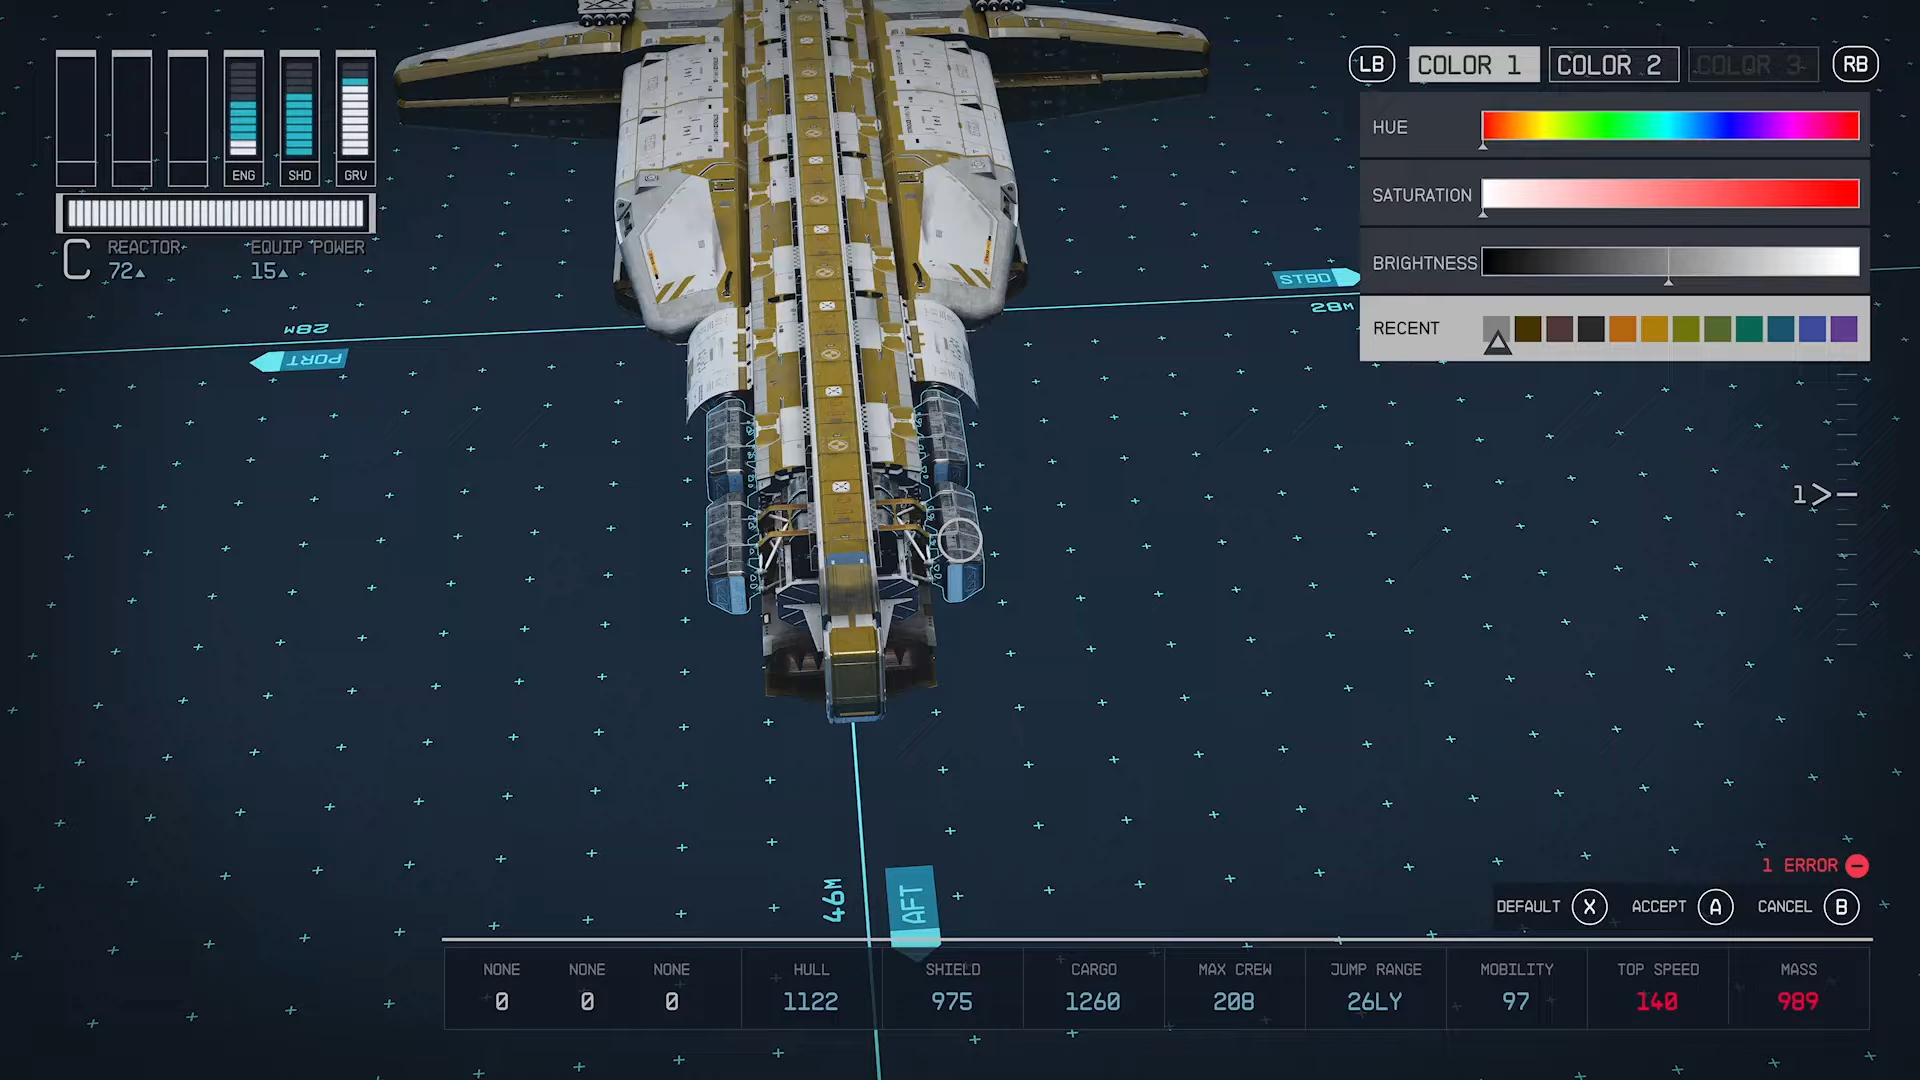 LB COLOR 1 COLOR 2 COLOR 3 RB
HUE
SATURATION
BRIGHTNESS
RECENT
ENG SHD GRV
C REACTOR EQUIP POWER
72 15
STBD
28M
28M
PORT
1
46M
AFT
1 ERROR
DEFAULT X ACCEPT A CANCEL B
NONE NONE NONE HULL SHIELD CARGO MAX CREW JUMP RANGE MOBILITY TOP SPEED MASS
0 0 0 1122 975 1260 208 26LY 97 140 989